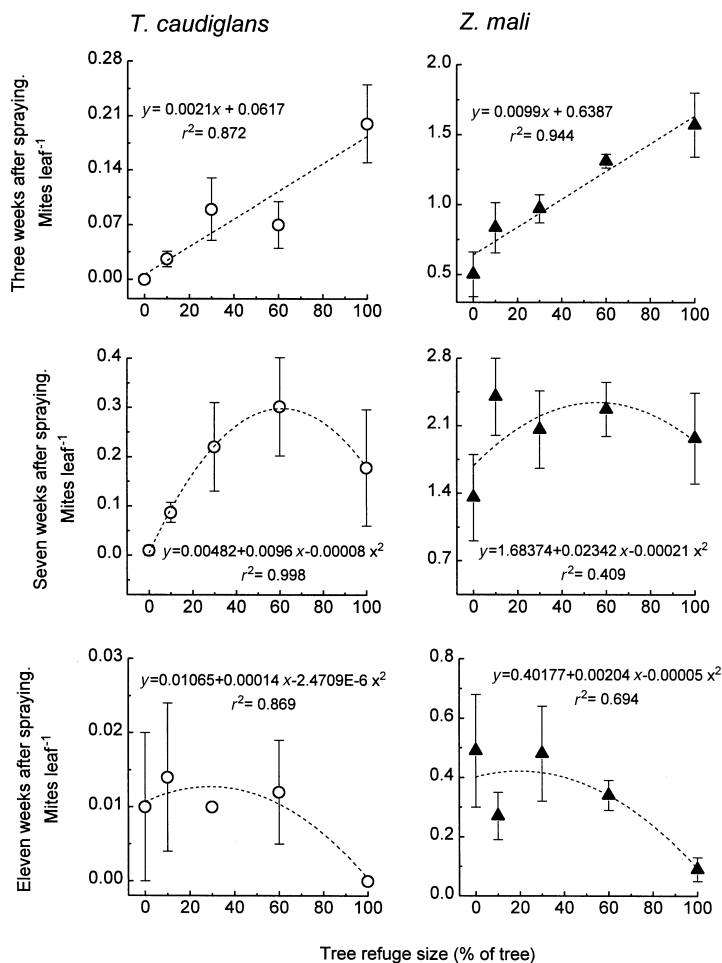 T. caudiglans
Z. mali
Three weeks after spraying.
Mites leaf-1
0.28
0.21
0.14
0.07
0.00
y= 0.0021x + 0.0617
r2= 0.872
0 20 40 60 80 100
2.0
1.5
1.0
0.5
y= 0.0099x + 0.6387
r2= 0.944
0 20 40 60 80 100
Seven weeks after spraying.
Mites leaf-1
0.4
0.3
0.2
0.1
0.0
y=0.00482+0.0096 x-0.00008 x2
r2= 0.998
0 20 40 60 80 100
2.8
2.1
1.4
0.7
y=1.68374+0.02342 x-0.00021 x2
r2= 0.409
0 20 40 60 80 100
Eleven weeks after spraying.
Mites leaf-1
0.03
0.02
0.01
0.00
y=0.01065+0.00014 x-2.4709E-6 x2
r2= 0.869
0 20 40 60 80 100
0.8
0.6
0.4
0.2
0.0
y=0.40177+0.00204 x-0.00005 x2
r2= 0.694
0 20 40 60 80 100
Tree refuge size (% of tree)